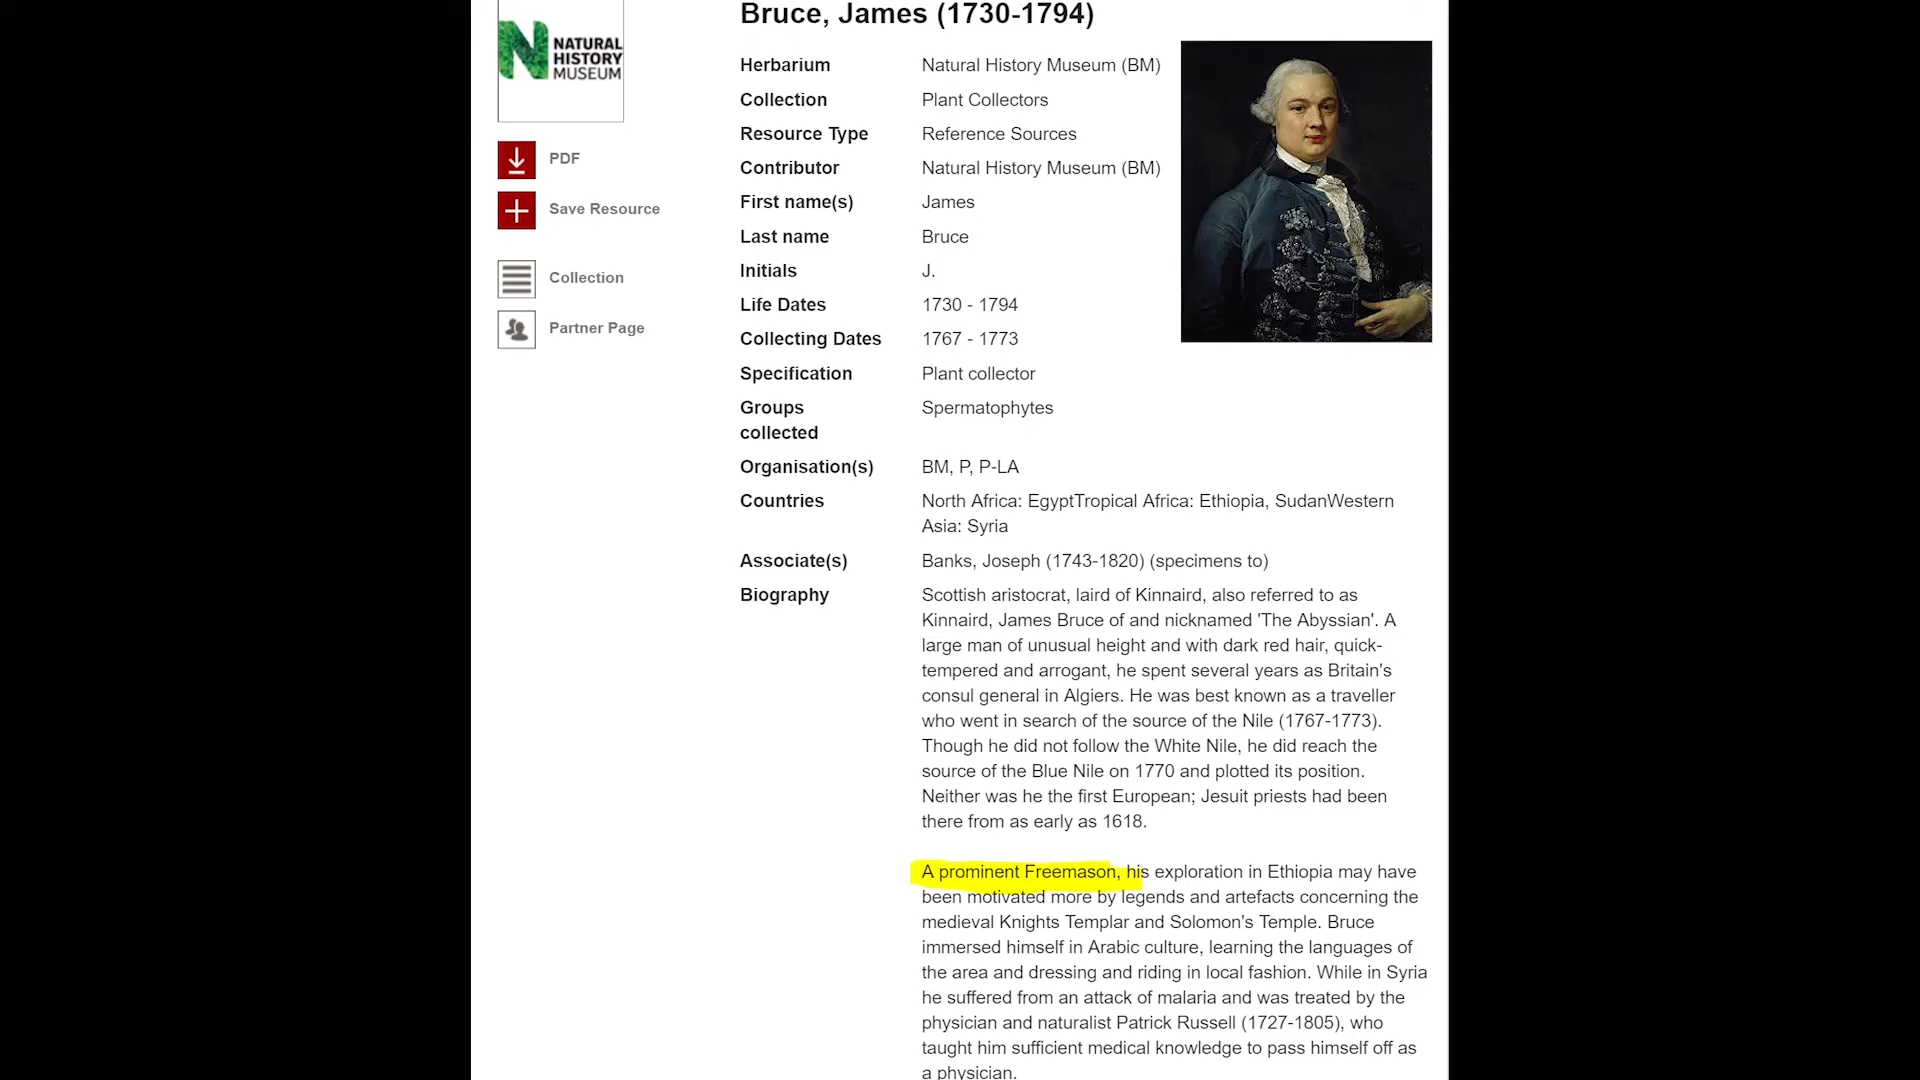 Bruce, James (1730-1794)
NATURAL
HISTORY
MUSEUM
PDF
Save Resource
Collection
Partner Page
Herbarium Natural History Museum (BM)
Collection Plant Collectors
Resource Type Reference Sources
Contributor Natural History Museum (BM)
First name(s) James
Last name Bruce
Initials J.
Life Dates 1730 - 1794
Collecting Dates 1767 - 1773
Specification Plant collector
Groups Spermatophytes
collected
Organisation(s) BM, P, P-LA
Countries North Africa: EgyptTropical Africa: Ethiopia, SudanWestern
Asia: Syria
Associate(s) Banks, Joseph (1743-1820) (specimens to)
Biography Scottish aristocrat, laird of Kinnaird, also referred to as
Kinnaird, James Bruce of and nicknamed 'The Abyssian'. A
large man of unusual height and with dark red hair, quick-
tempered and arrogant, he spent several years as Britain's
consul general in Algiers. He was best known as a traveller
who went in search of the source of the Nile (1767-1773).
Though he did not follow the White Nile, he did reach the
source of the Blue Nile on 1770 and plotted its position.
Neither was he the first European; Jesuit priests had been
there from as early as 1618.
A prominent Freemason, his exploration in Ethiopia may have
been motivated more by legends and artefacts concerning the
medieval Knights Templar and Solomon's Temple. Bruce
immersed himself in Arabic culture, learning the languages of
the area and dressing and riding in local fashion. While in Syria
he suffered from an attack of malaria and was treated by the
physician and naturalist Patrick Russell (1727-1805), who
taught him sufficient medical knowledge to pass himself off as
a physician.